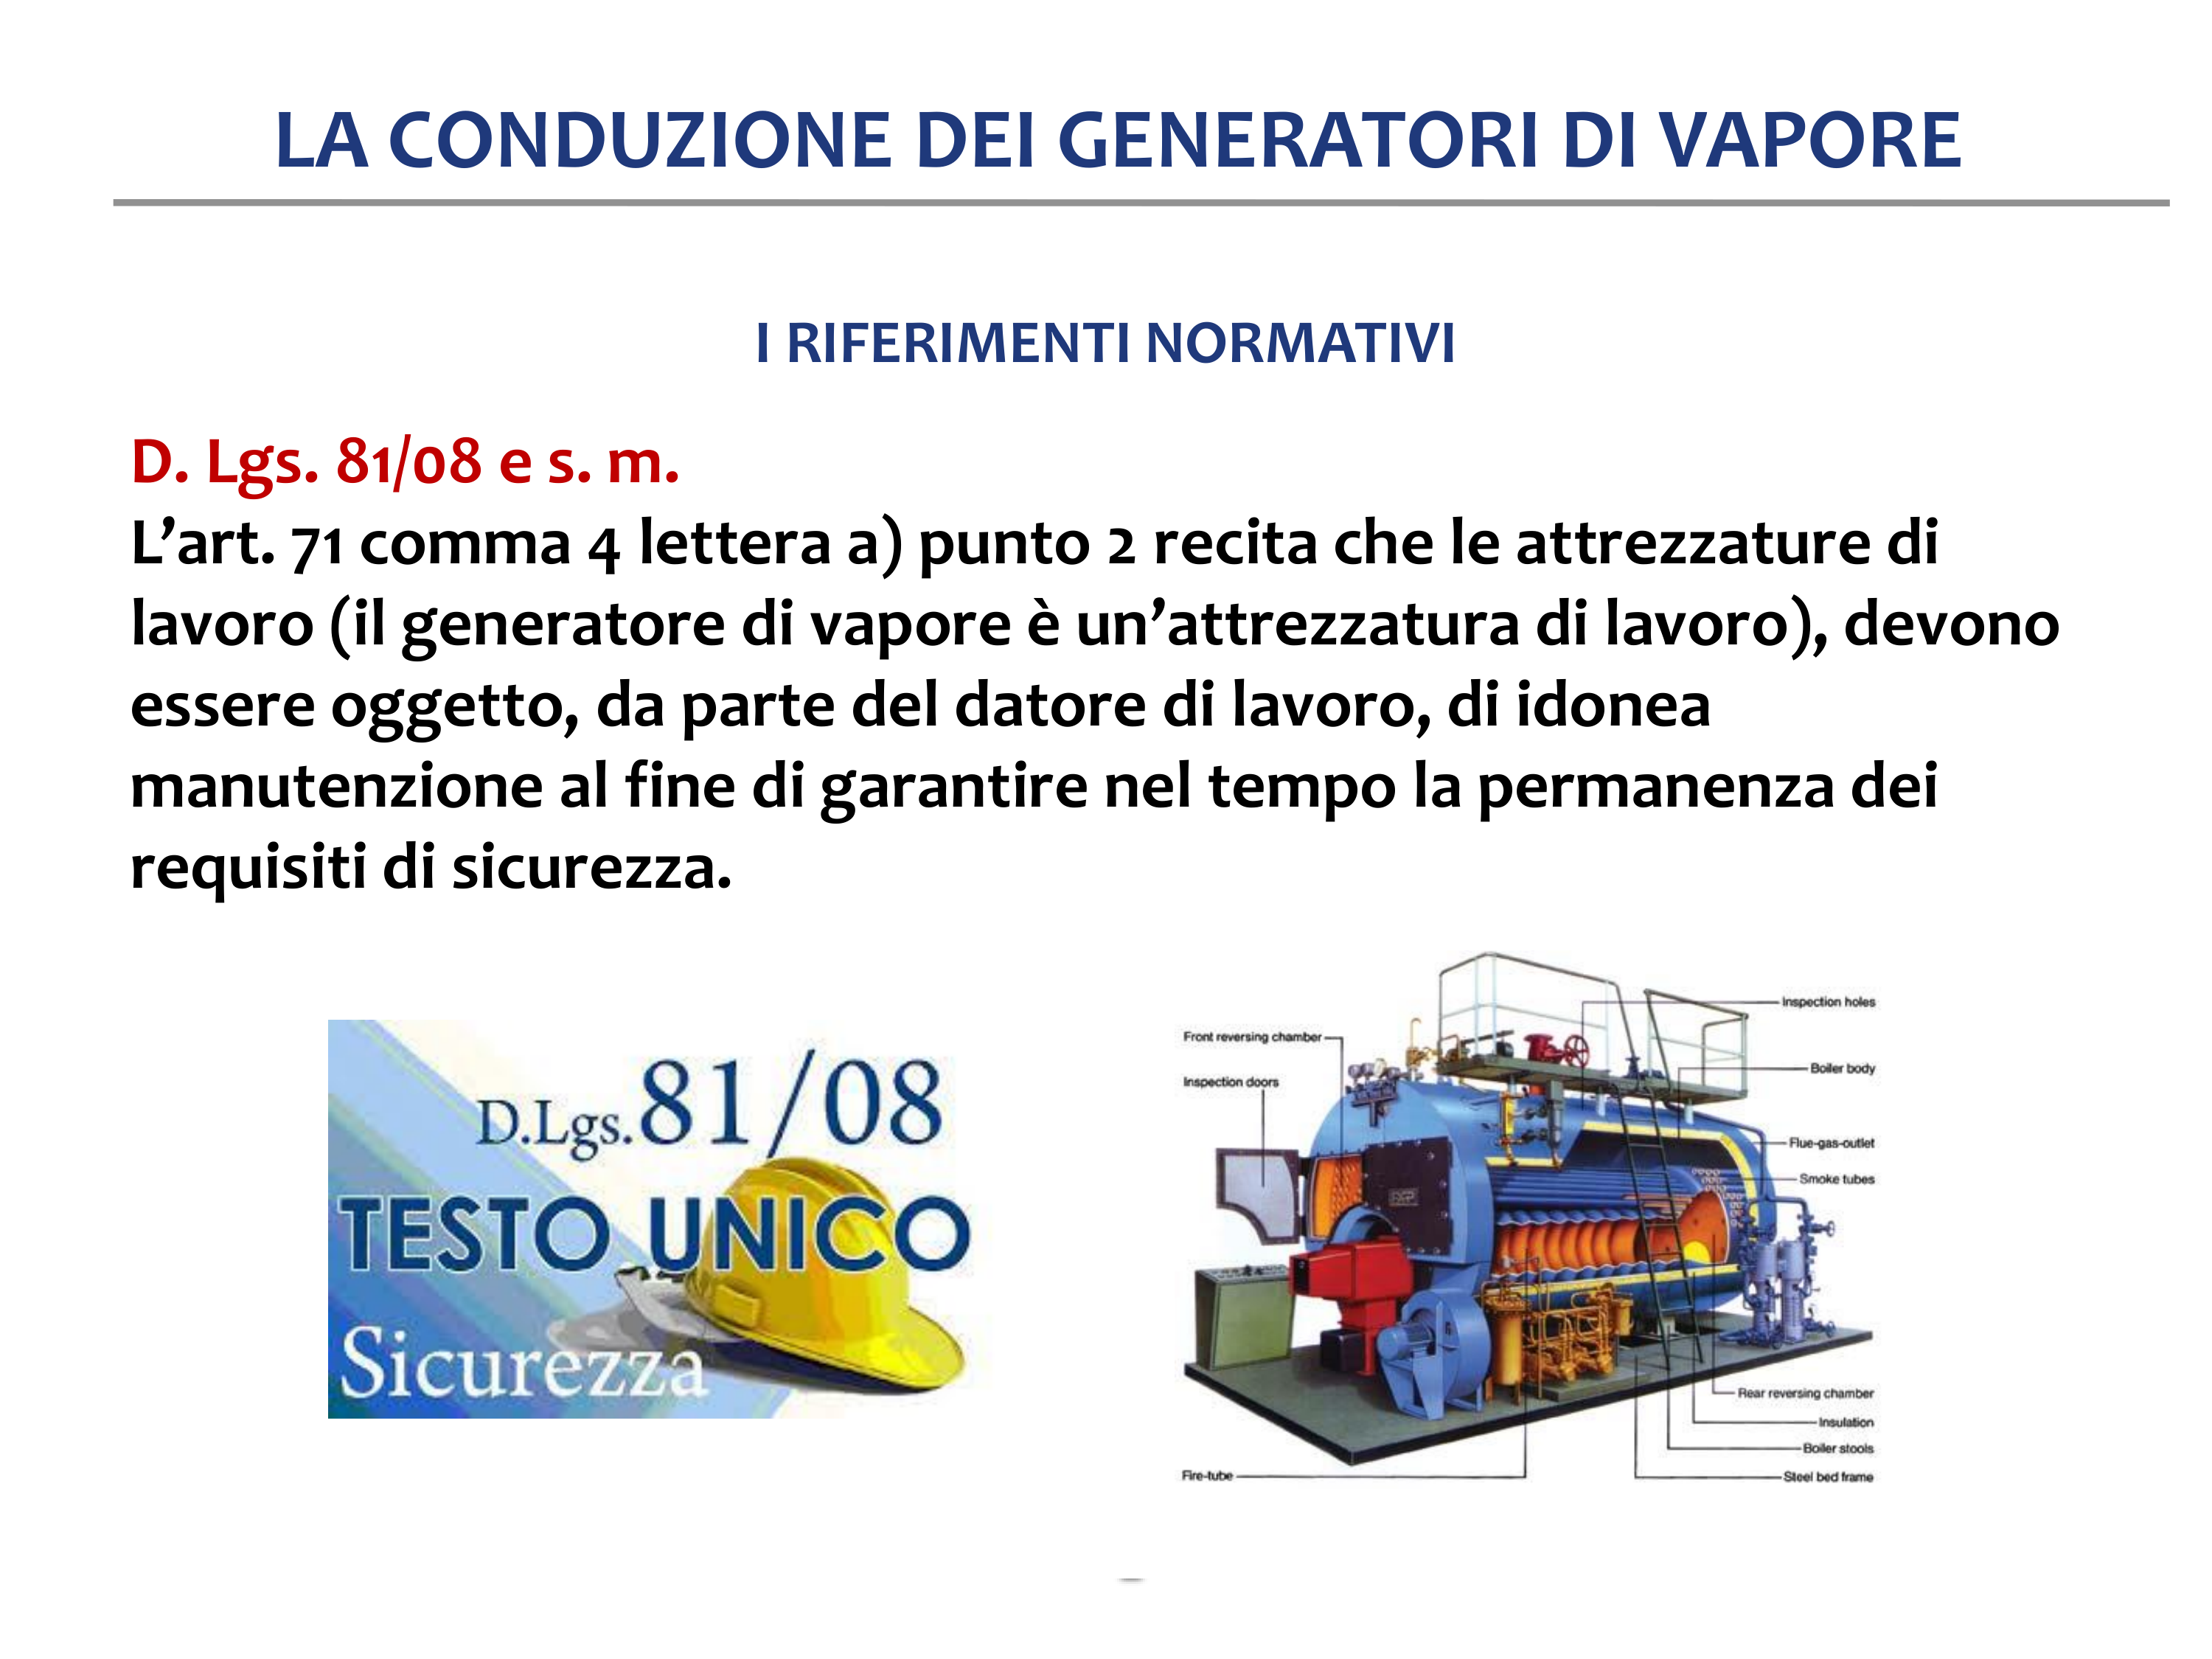 LA CONDUZIONE DEI GENERATORI DI VAPORE
I RIFERIMENTI NORMATIVI
D. Lgs. 81/08 e s. m.
L’art. 71 comma 4 lettera a) punto 2 recita che le attrezzature di
lavoro (il generatore di vapore è un’attrezzatura di lavoro), devono
essere oggetto, da parte del datore di lavoro, di idonea
manutenzione al fine di garantire nel tempo la permanenza dei
requisiti di sicurezza.
D.Lgs. 81/08
TESTO UNICO
Sicurezza
Inspection holes
Front reversing chamber
Boiler body
Inspection doors
Flue-gas-outlet
Smoke tubes
Rear reversing chamber
Insulation
Boiler stools
Fire-tube
Steel bed frame